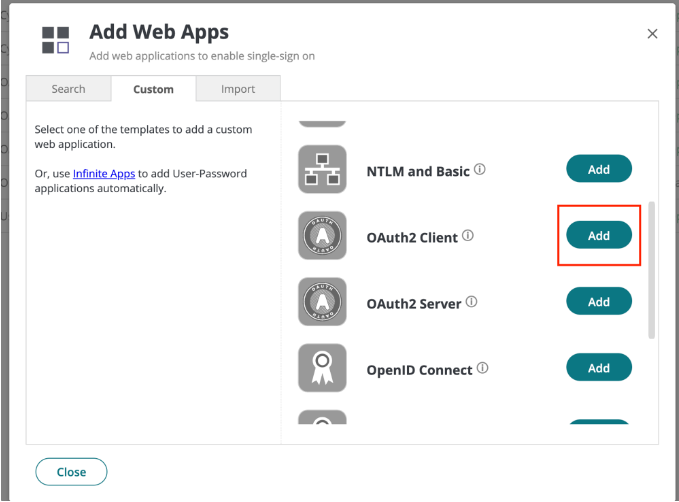 Add Web Apps
Add web applications to enable single-sign on
Search
Custom
Import
Select one of the templates to add a custom
web application.
Or, use Infinite Apps to add User-Password
applications automatically.
NTLM and Basic
Add
OAUTH
A
OAuth2 Client
Add
OAUTH
A
OAuth2 Server
Add
OpenID Connect
Add
Close